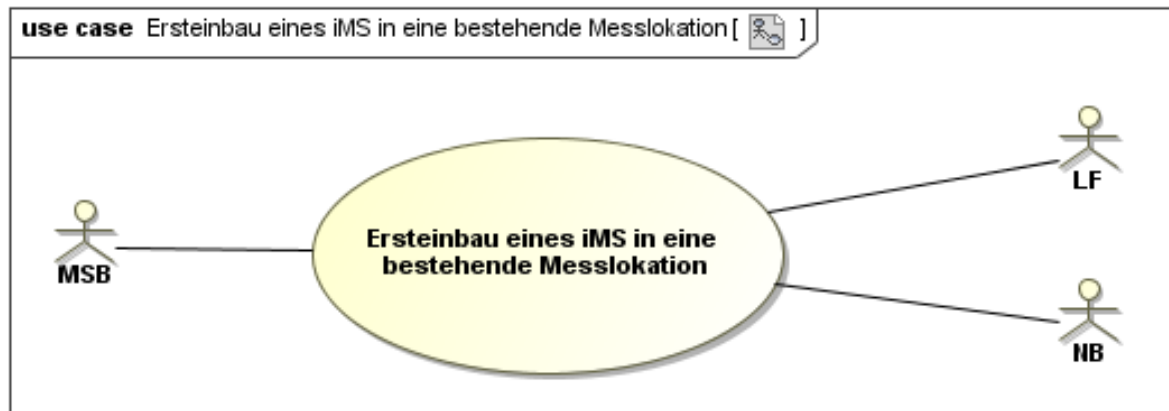 use case Ersteinbau eines iMS in eine bestehende Messlokation [ ]
LF
Ersteinbau eines iMS in eine
bestehende Messlokation
MSB
NB